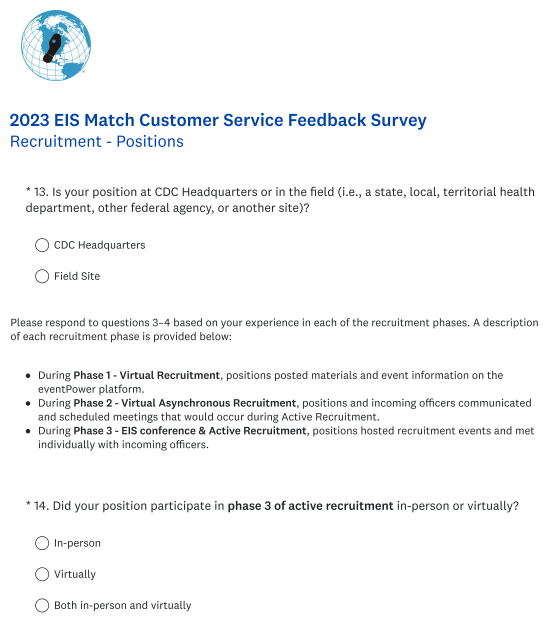 2023 EIS Match Customer Service Feedback Survey
Recruitment - Positions
* 13. Is your position at CDC Headquarters or in the field (i.e., a state, local, territorial health
department, other federal agency, or another site)?
CDC Headquarters
Field Site
Please respond to questions 3–4 based on your experience in each of the recruitment phases. A description
of each recruitment phase is provided below:
• During Phase 1 - Virtual Recruitment, positions posted materials and event information on the
eventPower platform.
• During Phase 2 - Virtual Asynchronous Recruitment, positions and incoming officers communicated
and scheduled meetings that would occur during Active Recruitment.
• During Phase 3 - EIS conference & Active Recruitment, positions hosted recruitment events and met
individually with incoming officers.
* 14. Did your position participate in phase 3 of active recruitment in-person or virtually?
In-person
Virtually
Both in-person and virtually